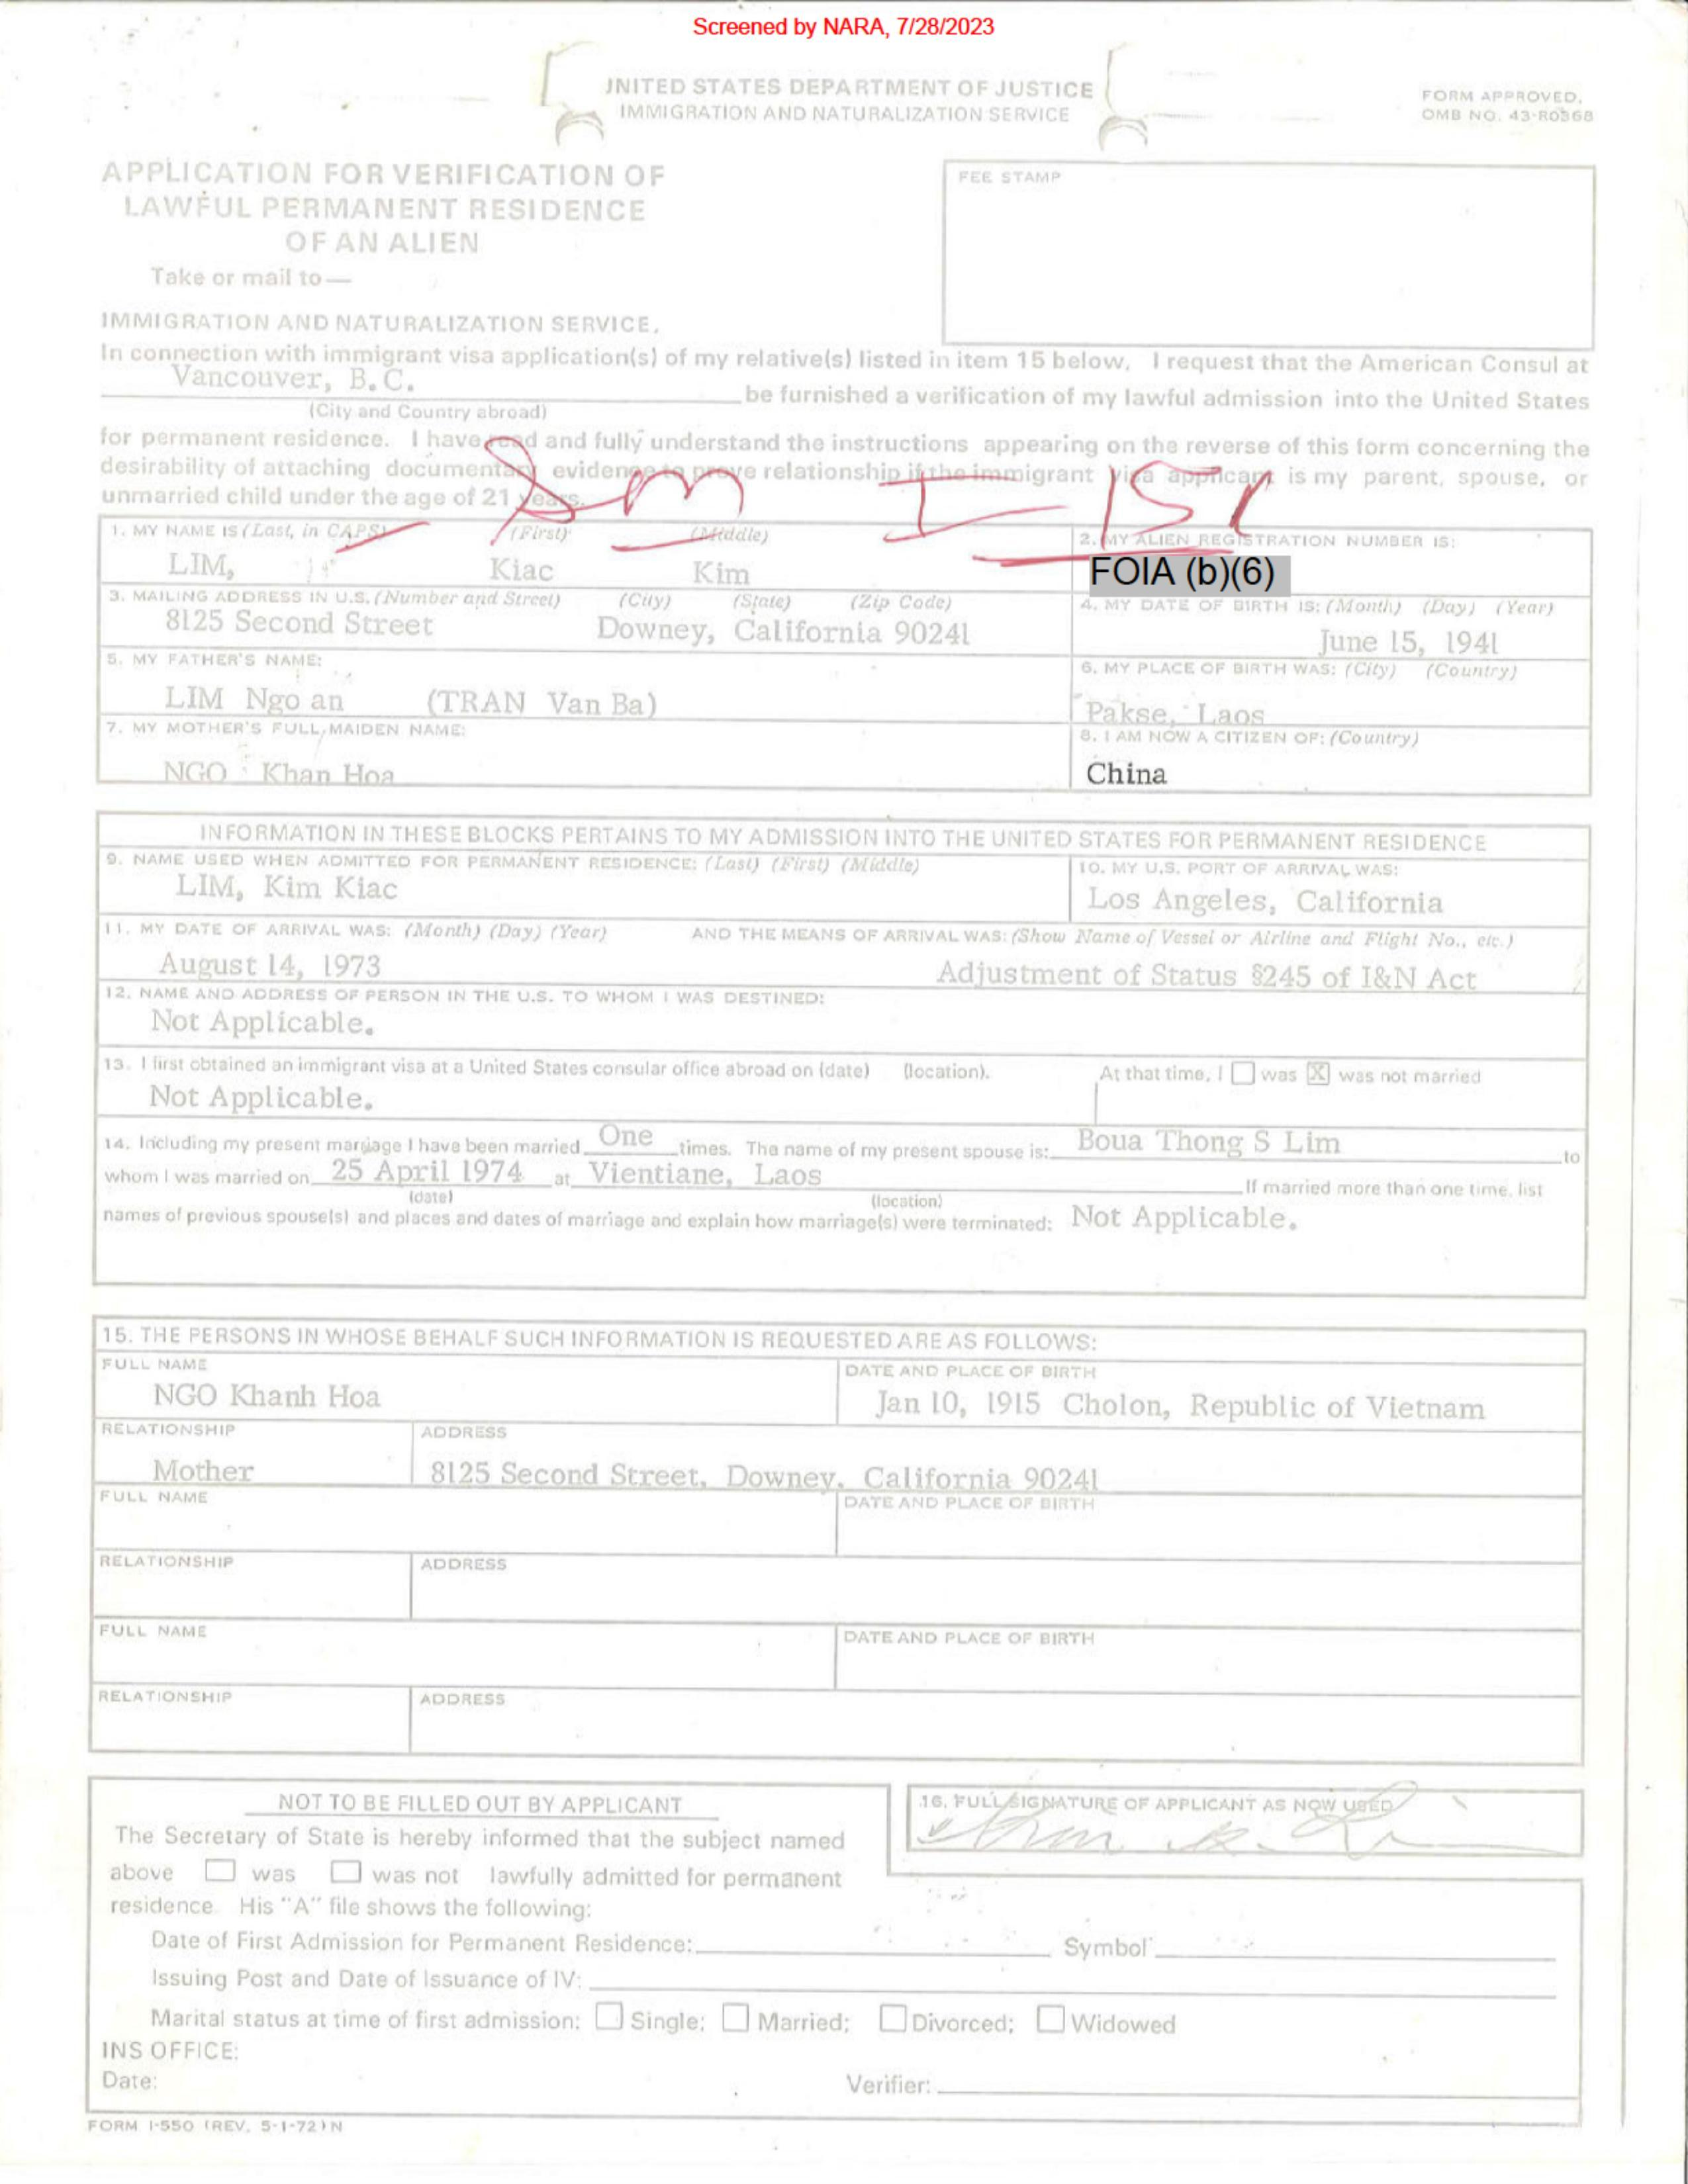 Screened by NARA, 7/28/2023
UNITED STATES DEPARTMENT OF JUSTICE
IMMIGRATION AND NATURALIZATION SERVICE
FORM APPROVED.
OMB NO. 43-R0568
APPLICATION FOR VERIFICATION OF
LAWFUL PERMANENT RESIDENCE
OF AN ALIEN
Take or mail to —
FEE STAMP
IMMIGRATION AND NATURALIZATION SERVICE,
In connection with immigrant visa application(s) of my relative(s) listed in item 15 below, I request that the American Consul at
Vancouver, B.C. be furnished a verification of my lawful admission into the United States
(City and Country abroad)
for permanent residence. I have read and fully understand the instructions appearing on the reverse of this form concerning the
desirability of attaching documentary evidence to prove relationship if the immigrant visa applicant is my parent, spouse, or
unmarried child under the age of 21 years.
1. MY NAME IS (Last, in CAPS) (First) (Middle)
LIM, Kiac Kim
2. MY ALIEN REGISTRATION NUMBER IS:
FOIA (b)(6)
3. MAILING ADDRESS IN U.S. (Number and Street) (City) (State) (Zip Code)
8125 Second Street Downey, California 90241
4. MY DATE OF BIRTH IS: (Month) (Day) (Year)
June 15, 1941
5. MY FATHER'S NAME:
LIM Ngo an (TRAN Van Ba)
6. MY PLACE OF BIRTH WAS: (City) (Country)
Pakse, Laos
7. MY MOTHER'S FULL MAIDEN NAME:
NGO Khan Hoa
8. I AM NOW A CITIZEN OF: (Country)
China
INFORMATION IN THESE BLOCKS PERTAINS TO MY ADMISSION INTO THE UNITED STATES FOR PERMANENT RESIDENCE
9. NAME USED WHEN ADMITTED FOR PERMANENT RESIDENCE: (Last) (First) (Middle)
LIM, Kim Kiac
10. MY U.S. PORT OF ARRIVAL WAS:
Los Angeles, California
11. MY DATE OF ARRIVAL WAS: (Month) (Day) (Year) AND THE MEANS OF ARRIVAL WAS: (Show Name of Vessel or Airline and Flight No., etc.)
August 14, 1973 Adjustment of Status §245 of I&N Act
12. NAME AND ADDRESS OF PERSON IN THE U.S. TO WHOM I WAS DESTINED:
Not Applicable.
13. I first obtained an immigrant visa at a United States consular office abroad on (date) (location). At that time, I was X was not married
Not Applicable.
14. Including my present marriage I have been married One times. The name of my present spouse is: Boua Thong S Lim to
whom I was married on 25 April 1974 at Vientiane, Laos If married more than one time, list
(date) (location)
names of previous spouse(s) and places and dates of marriage and explain how marriage(s) were terminated: Not Applicable.
15. THE PERSONS IN WHOSE BEHALF SUCH INFORMATION IS REQUESTED ARE AS FOLLOWS:
FULL NAME DATE AND PLACE OF BIRTH
NGO Khanh Hoa Jan 10, 1915 Cholon, Republic of Vietnam
RELATIONSHIP ADDRESS
Mother 8125 Second Street, Downey, California 90241
FULL NAME DATE AND PLACE OF BIRTH
RELATIONSHIP ADDRESS
FULL NAME DATE AND PLACE OF BIRTH
RELATIONSHIP ADDRESS
NOT TO BE FILLED OUT BY APPLICANT
The Secretary of State is hereby informed that the subject named
above was was not lawfully admitted for permanent
residence. His "A" file shows the following:
16. FULL SIGNATURE OF APPLICANT AS NOW USED
Date of First Admission for Permanent Residence: Symbol
Issuing Post and Date of Issuance of IV:
Marital status at time of first admission: Single; Married; Divorced; Widowed
INS OFFICE:
Date: Verifier:
FORM I-550 (REV. 5-1-72) N